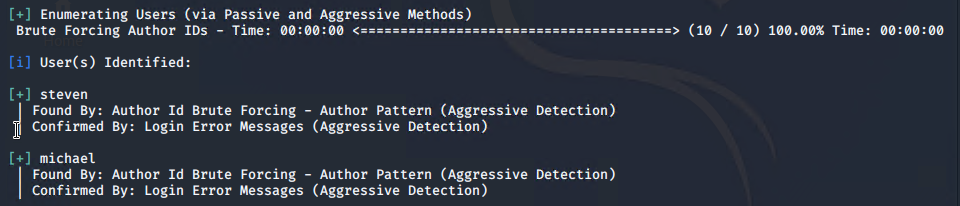 [+] Enumerating Users (via Passive and Aggressive Methods)
Brute Forcing Author IDs - Time: 00:00:00 <=======================================> (10 / 10) 100.00% Time: 00:00:00
[i] User(s) Identified:
[+] steven
| Found By: Author Id Brute Forcing - Author Pattern (Aggressive Detection)
| Confirmed By: Login Error Messages (Aggressive Detection)
[+] michael
| Found By: Author Id Brute Forcing - Author Pattern (Aggressive Detection)
| Confirmed By: Login Error Messages (Aggressive Detection)